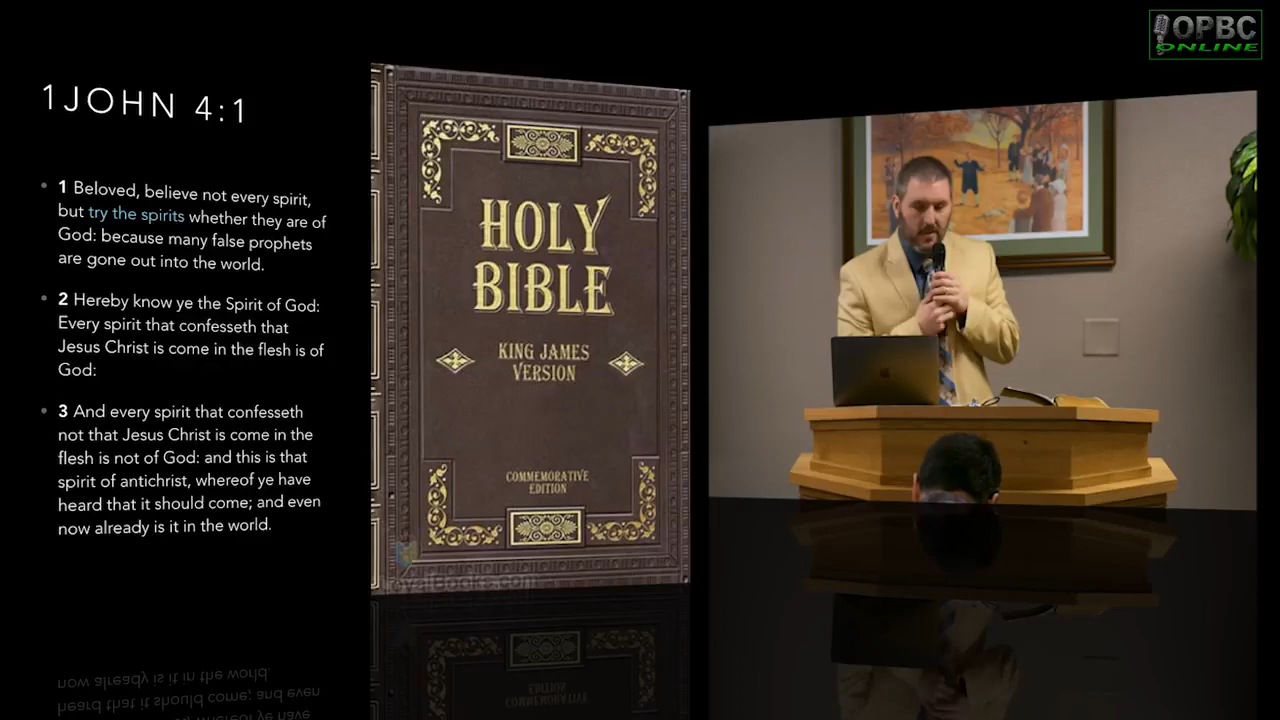 OPBC
ONLINE
1JOHN 4:1
1 Beloved, believe not every spirit,
but try the spirits whether they are of
God: because many false prophets
are gone out into the world.
2 Hereby know ye the Spirit of God:
Every spirit that confesseth that
Jesus Christ is come in the flesh is of
God:
3 And every spirit that confesseth
not that Jesus Christ is come in the
flesh is not of God: and this is that
spirit of antichrist, whereof ye have
heard that it should come; and even
now already is it in the world.
HOLY
BIBLE
KING JAMES
VERSION
COMMEMORATIVE
EDITION